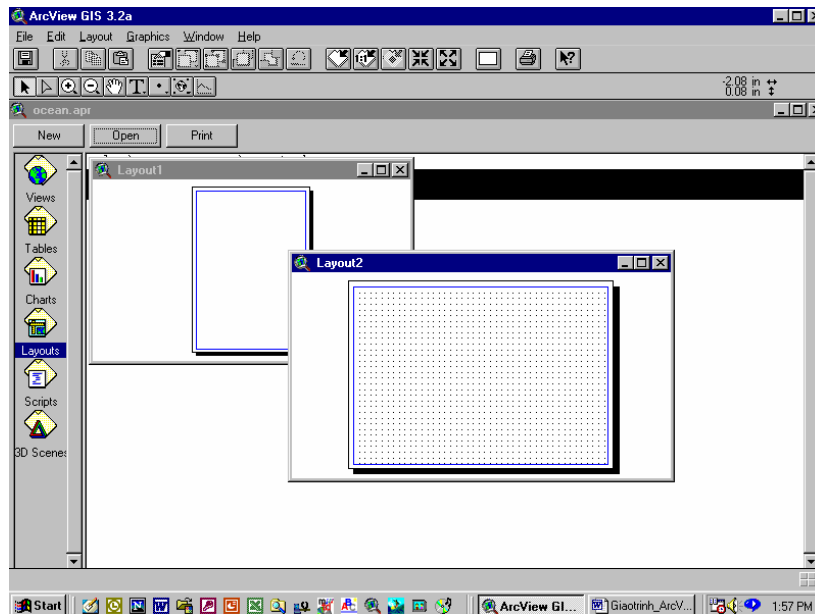 ArcView GIS 3.2a
File Edit Layout Graphics Window Help
-2.08 in
0.08 in
ocean.apr
New Open Print
Views
Tables
Charts
Layouts
Scripts
3D Scenes
Layout1
Layout2
Start ArcView GI... Giaotrinh_ArcV... 1:57 PM